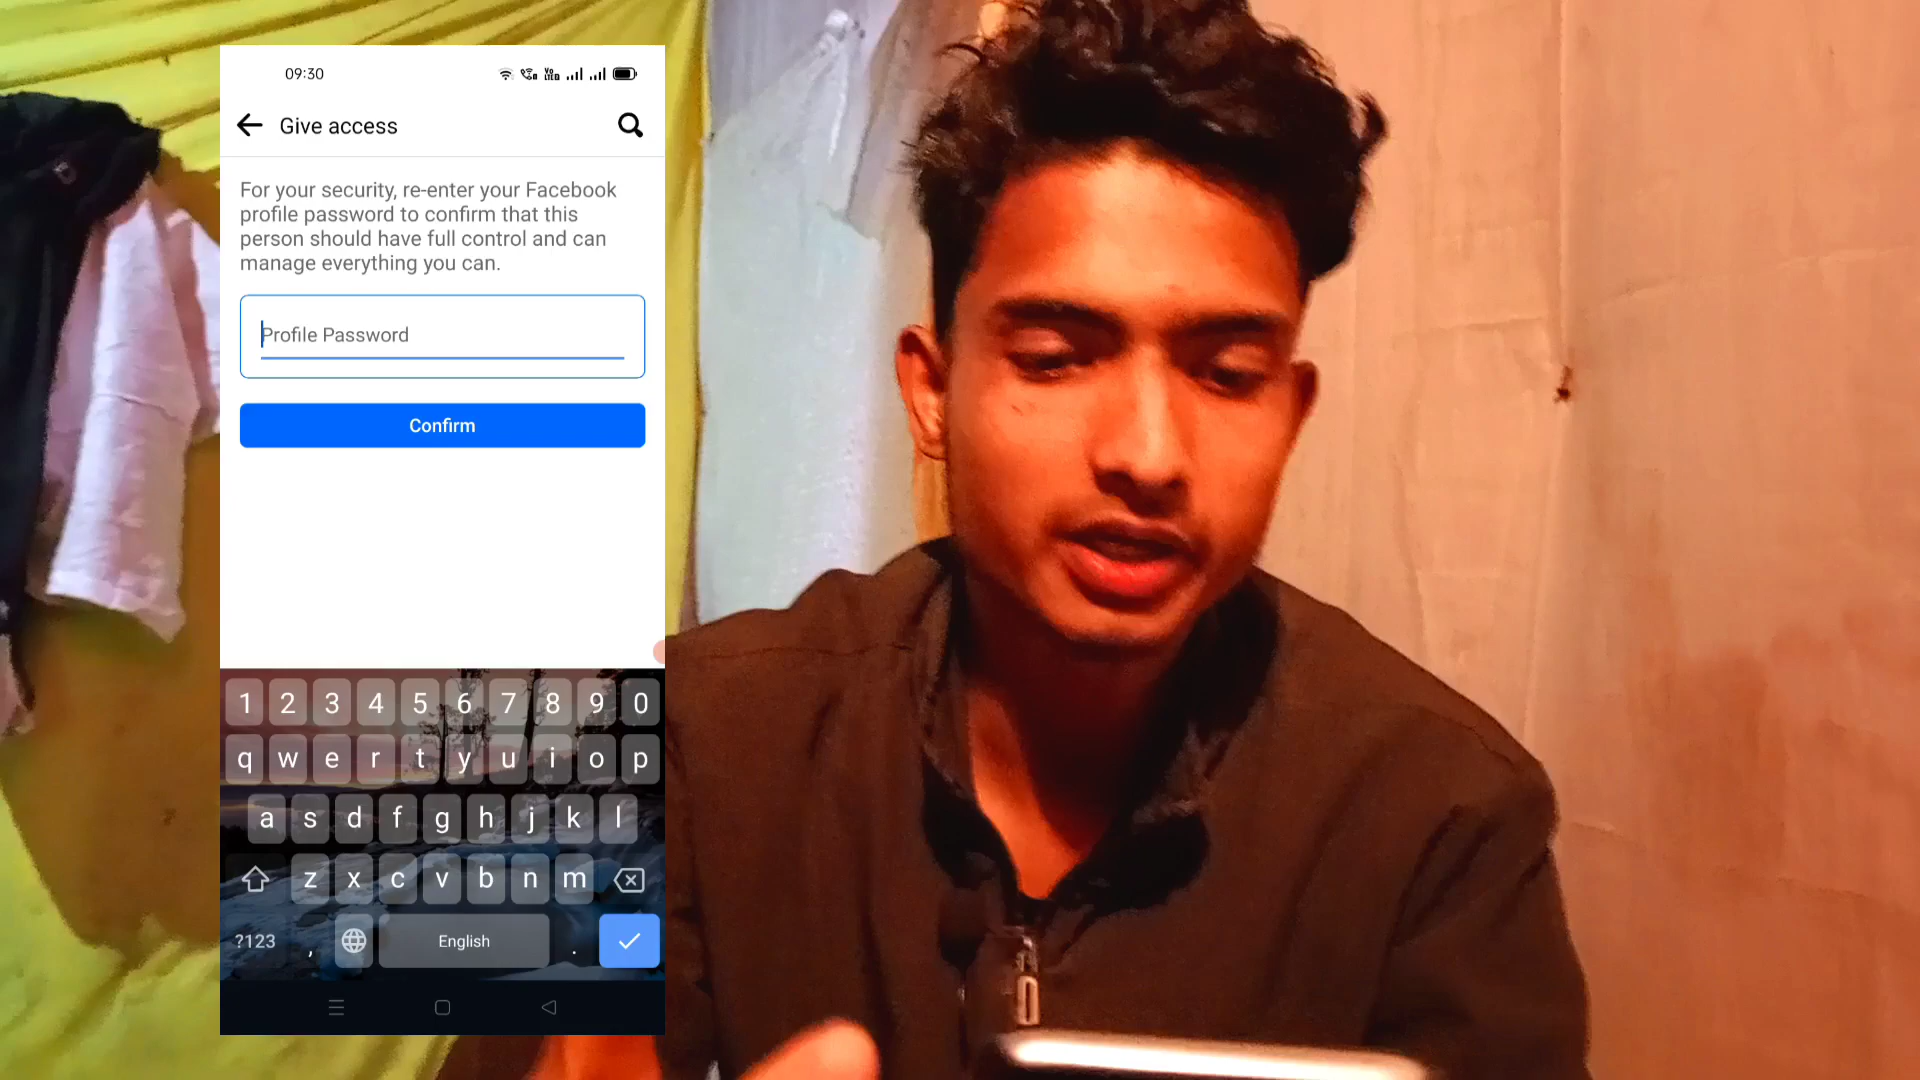 09:30
Give access
For your security, re-enter your Facebook
profile password to confirm that this
person should have full control and can
manage everything you can.
Profile Password
Confirm
1 2 3 4 5 6 7 8 9 0
q w e r t y u i o p
a s d f g h j k l
z x c v b n m
?123 , English .